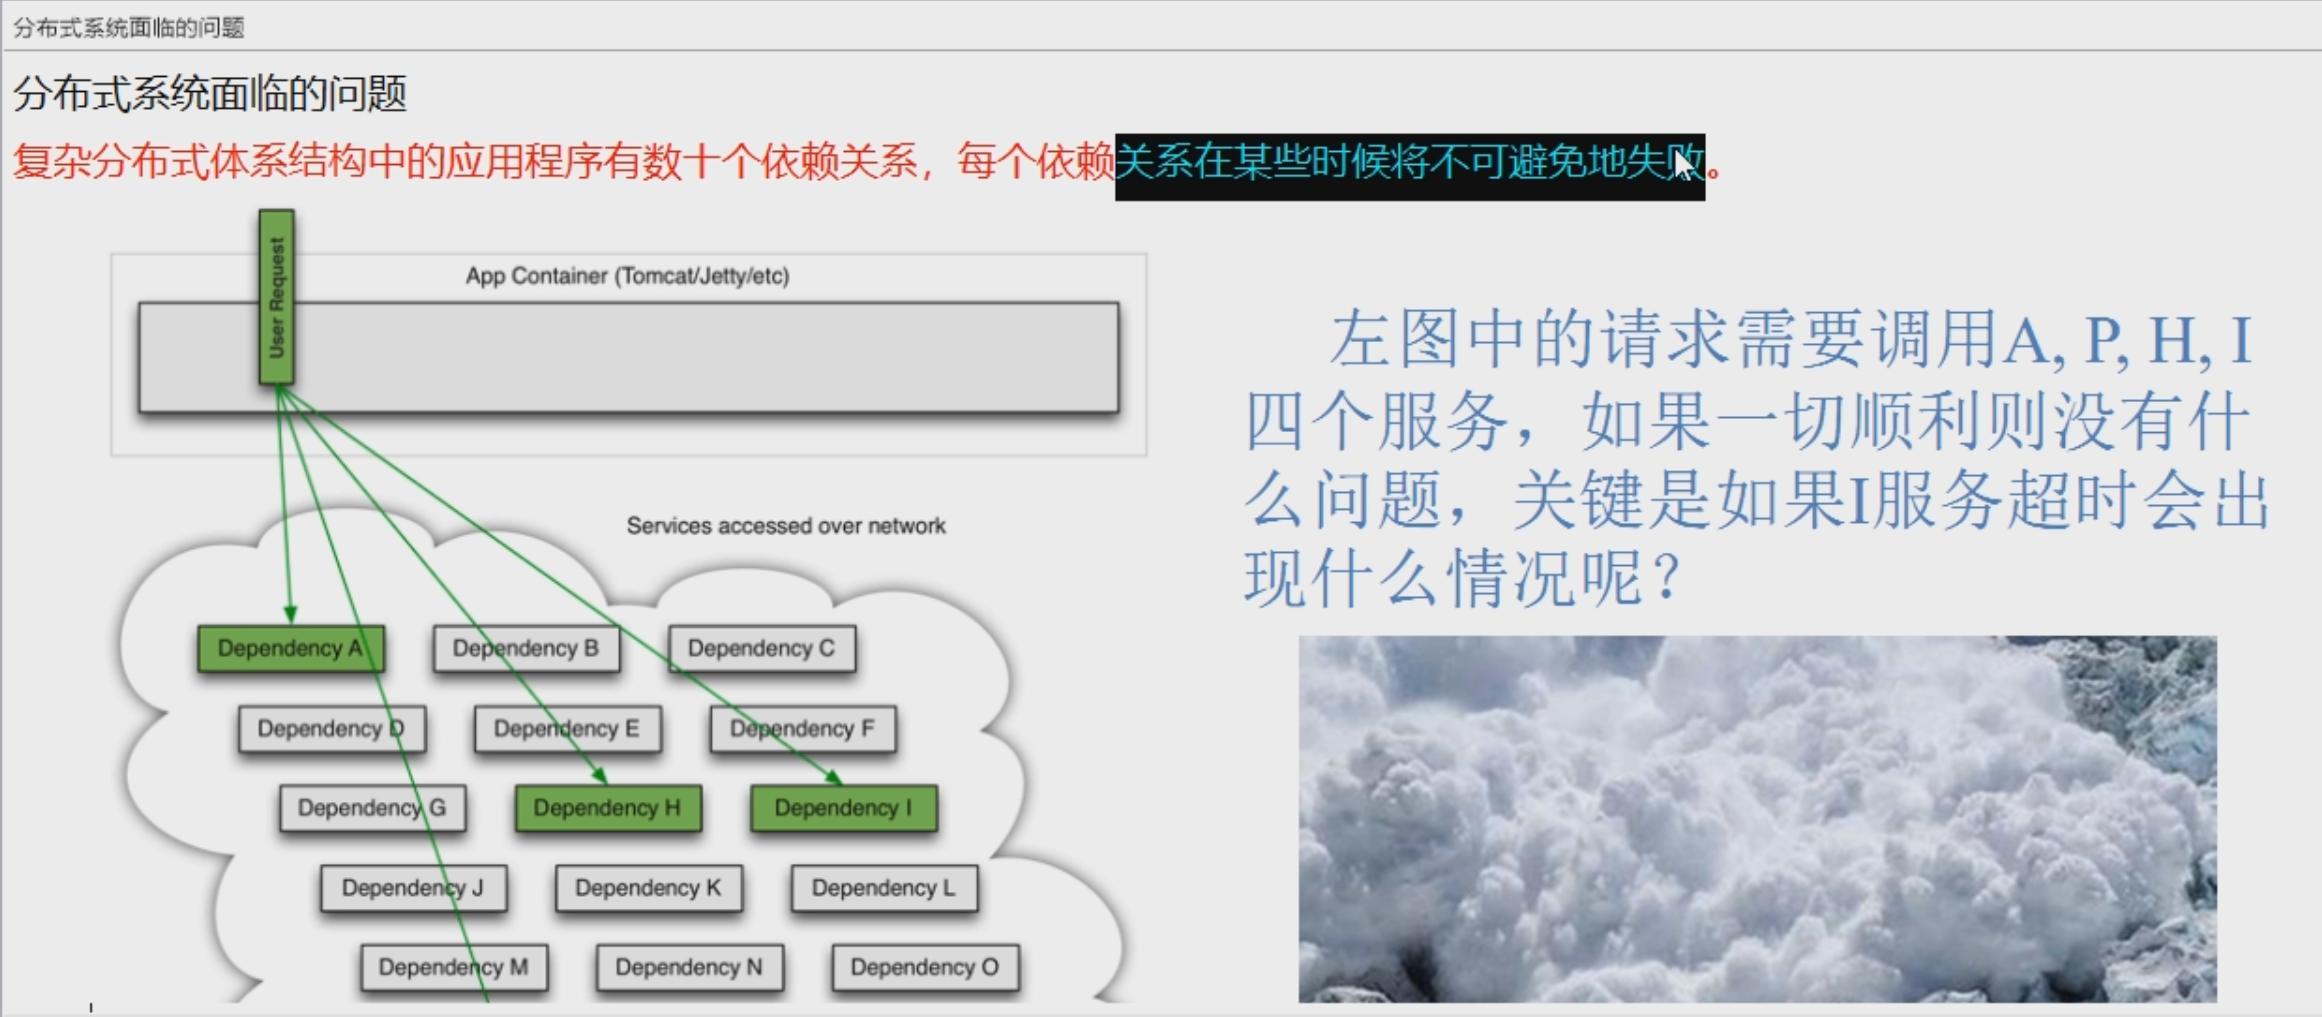 分布式系统面临的问题
分布式系统面临的问题
复杂分布式体系结构中的应用程序有数十个依赖关系，每个依赖关系在某些时候将不可避免地失败。
User Request
App Container (Tomcat/Jetty/etc)
左图中的请求需要调用A, P, H, I
四个服务，如果一切顺利则没有什
么问题，关键是如果I服务超时会出
现什么情况呢？
Services accessed over network
Dependency A
Dependency B
Dependency C
Dependency D
Dependency E
Dependency F
Dependency G
Dependency H
Dependency I
Dependency J
Dependency K
Dependency L
Dependency M
Dependency N
Dependency O